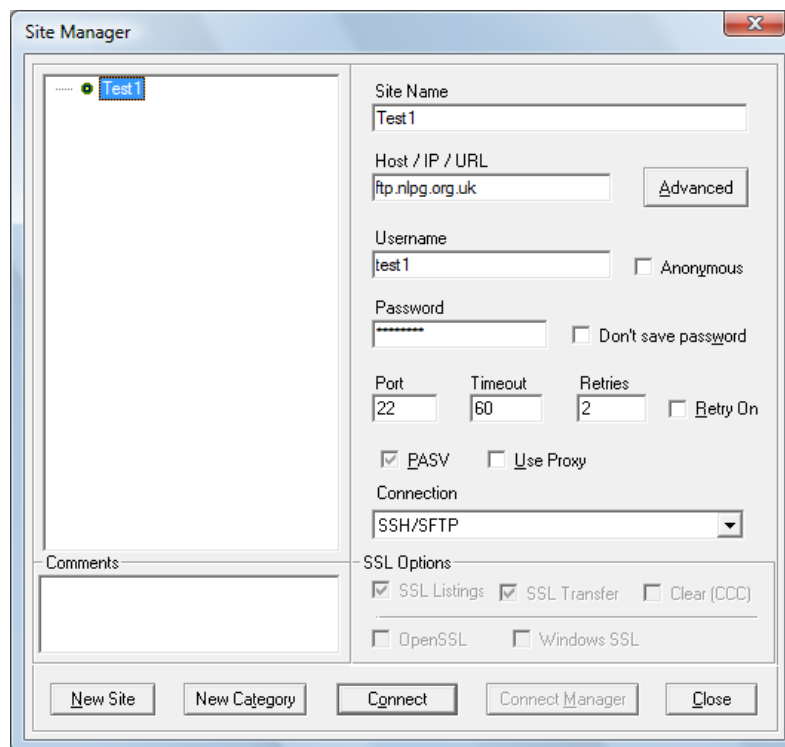 Site Manager
Test1
Site Name
Test1
Host / IP / URL
ftp.nlpg.org.uk
Advanced
Username
test1
Anonymous
Password
********
Don't save password
Port Timeout Retries
22 60 2 Retry On
PASV Use Proxy
Connection
SSH/SFTP
Comments
SSL Options
SSL Listings SSL Transfer Clear (CCC)
OpenSSL Windows SSL
New Site New Category Connect Connect Manager Close